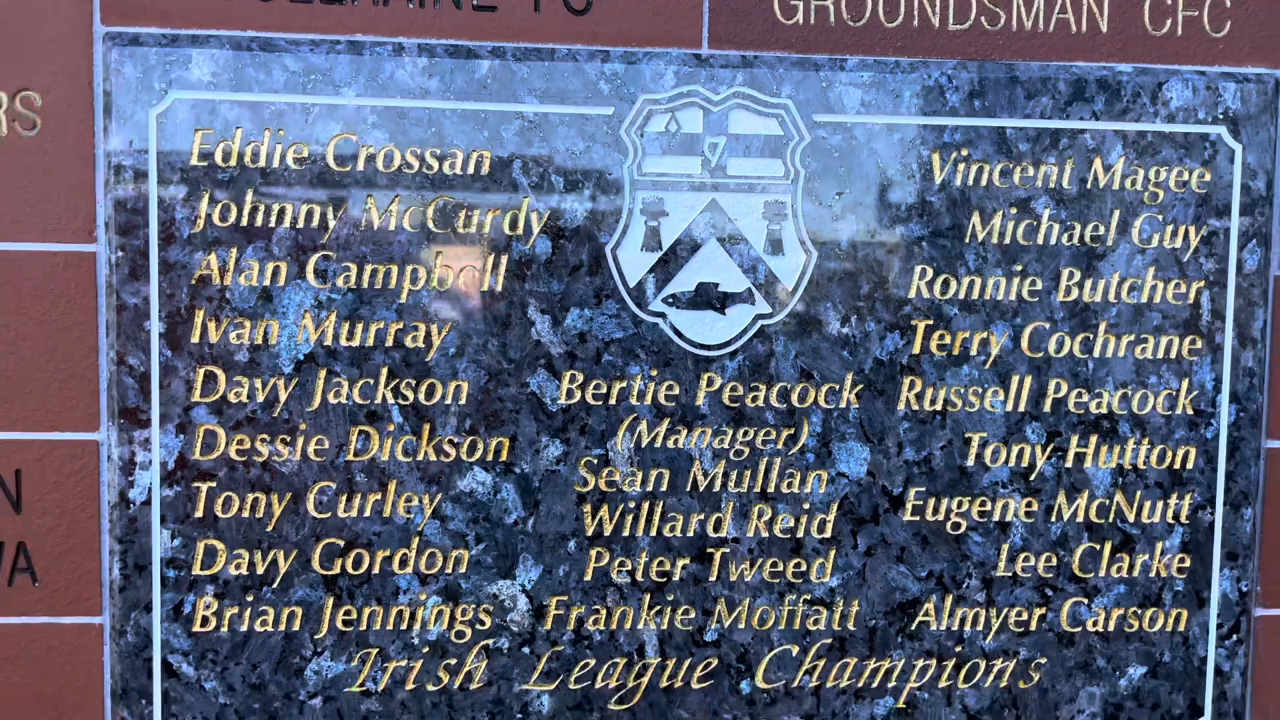 GROUNDSMAN CFC
RS
N
VA
Eddie Crossan
Johnny McCurdy
Alan Campbell
Ivan Murray
Davy Jackson
Dessie Dickson
Tony Curley
Davy Gordon
Brian Jennings
Bertie Peacock
(Manager)
Sean Mullan
Willard Reid
Peter Tweed
Frankie Moffatt
Vincent Magee
Michael Guy
Ronnie Butcher
Terry Cochrane
Russell Peacock
Tony Hutton
Eugene McNutt
Lee Clarke
Almyer Carson
Irish League Champions